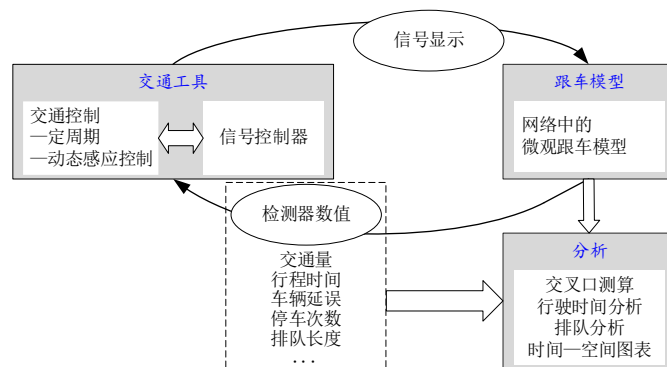 信号显示
交通工具
交通控制
—定周期
—动态感应控制
信号控制器
跟车模型
网络中的
微观跟车模型
检测器数值
交通量
行程时间
车辆延误
停车次数
排队长度
...
分析
交叉口测算
行驶时间分析
排队分析
时间—空间图表